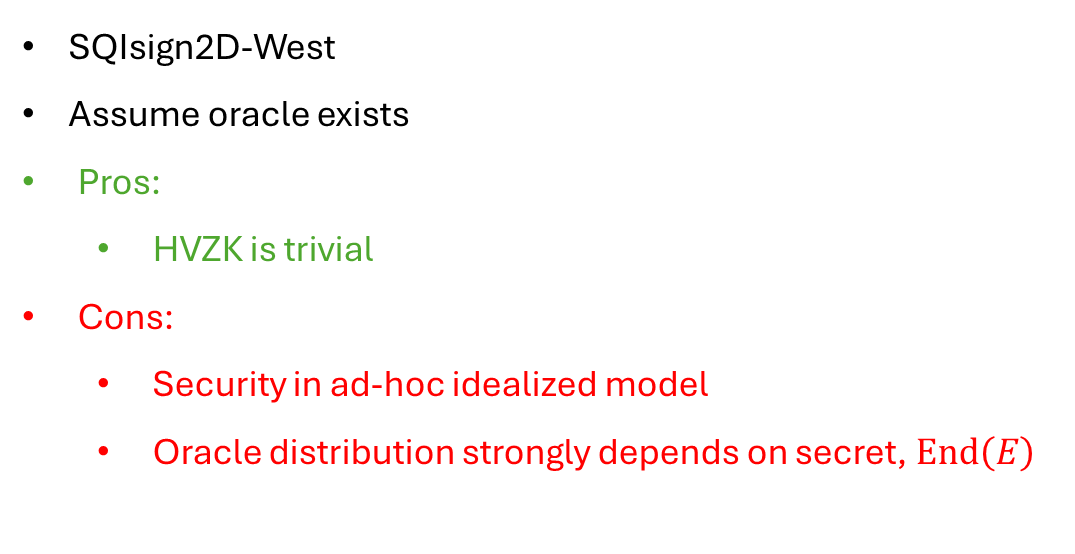 • SQIsign2D-West
• Assume oracle exists
• Pros:
• HVZK is trivial
• Cons:
• Security in ad-hoc idealized model
• Oracle distribution strongly depends on secret, End(𝐸)